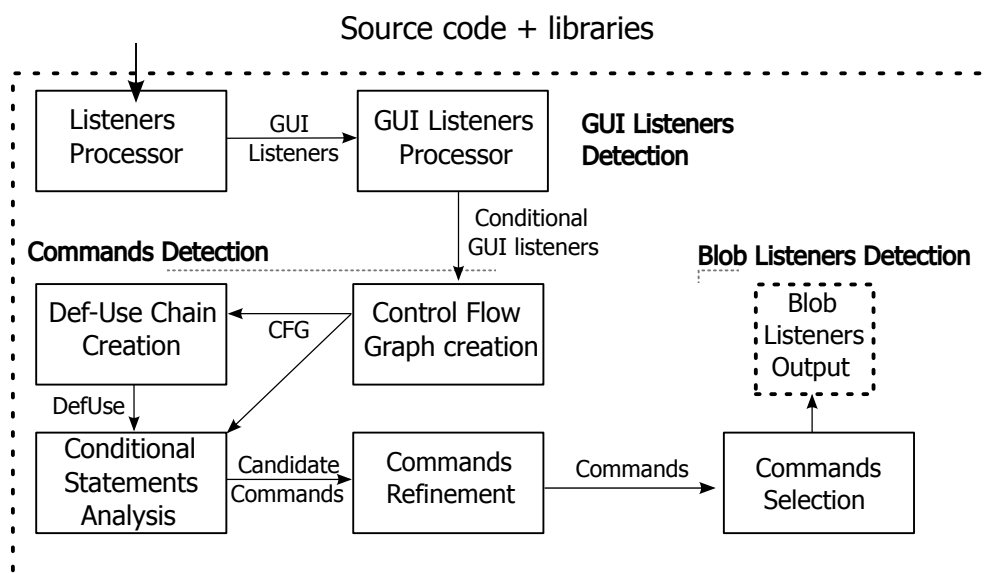 Source code + libraries
Listeners
Processor
GUI
Listeners
GUI Listeners
Processor
GUI Listeners
Detection
Conditional
GUI listeners
Commands Detection
Blob Listeners Detection
Def-Use Chain
Creation
CFG
Control Flow
Graph creation
Blob
Listeners
Output
DefUse
Conditional
Statements
Analysis
Candidate
Commands
Commands
Refinement
Commands
Commands
Selection